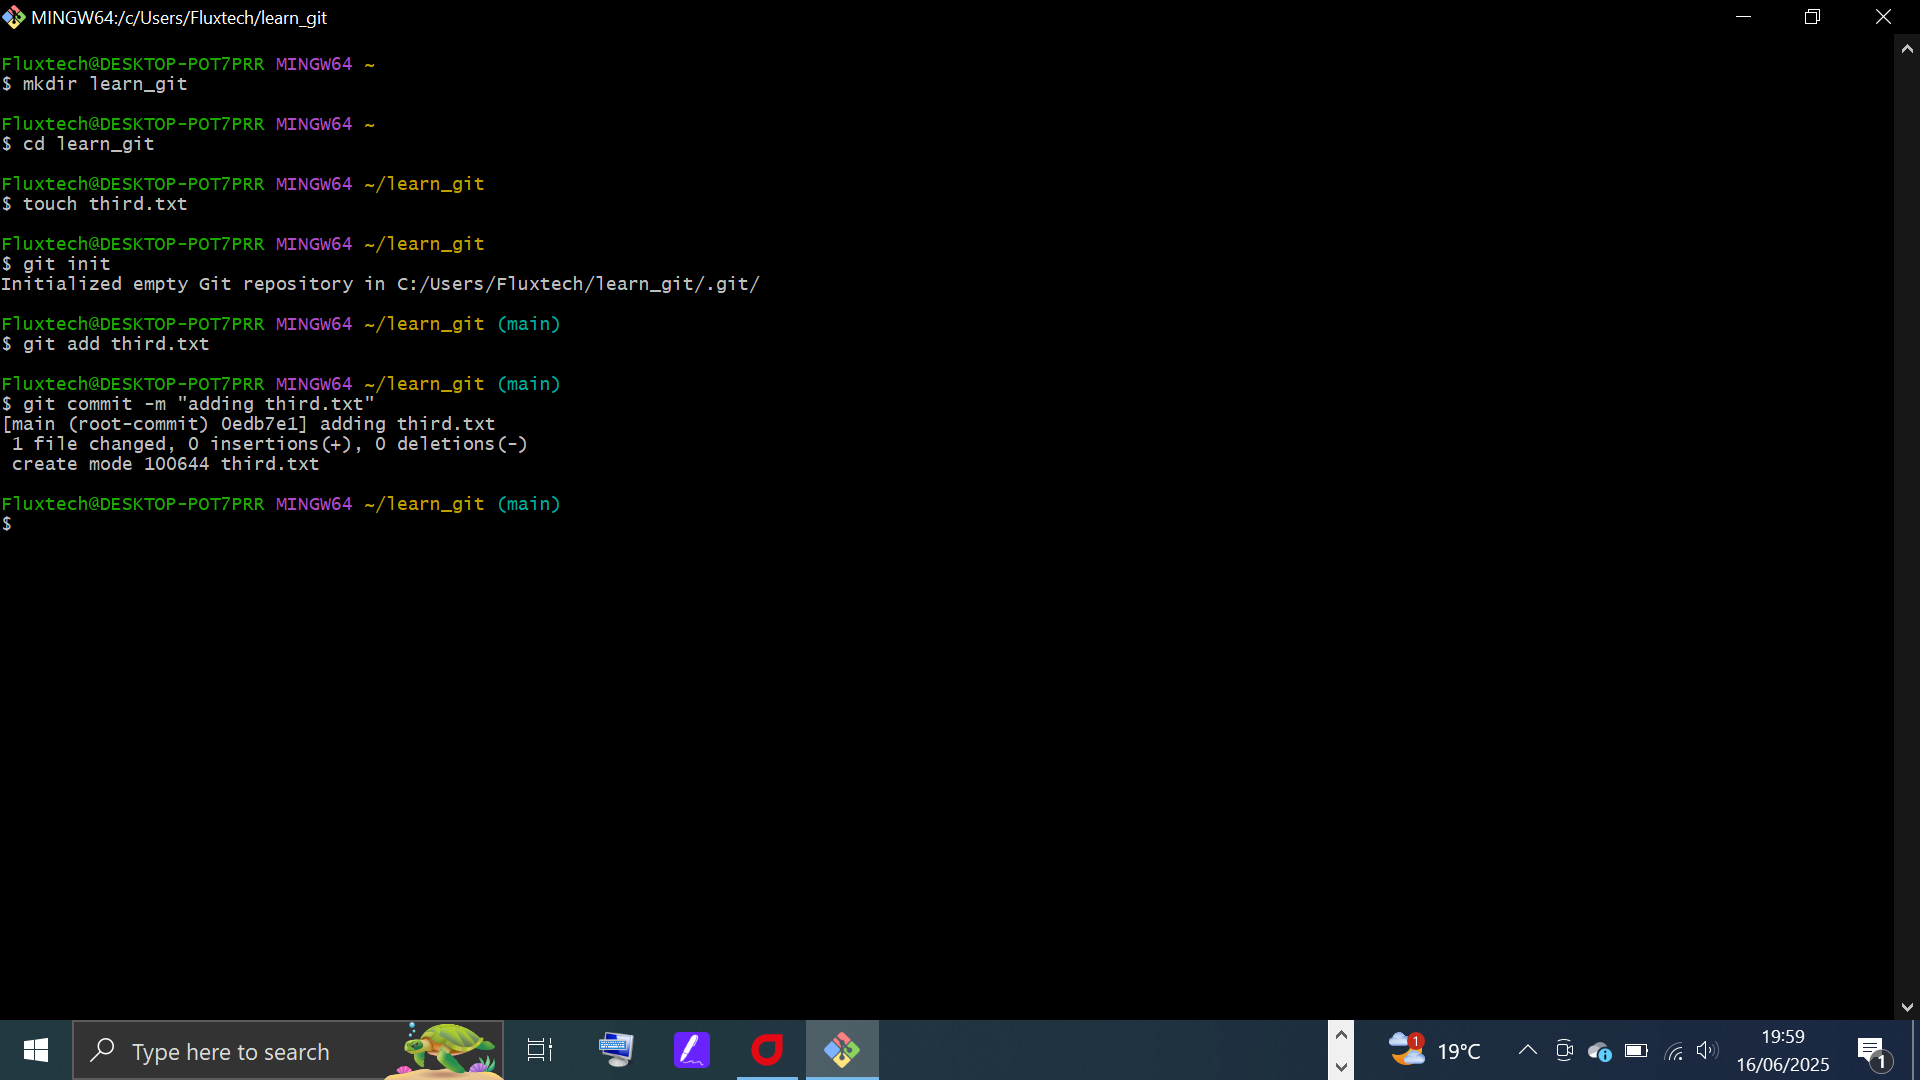 MINGW64:/c/Users/Fluxtech/learn_git
Fluxtech@DESKTOP-POT7PRR MINGW64 ~
$ mkdir learn_git
Fluxtech@DESKTOP-POT7PRR MINGW64 ~
$ cd learn_git
Fluxtech@DESKTOP-POT7PRR MINGW64 ~/learn_git
$ touch third.txt
Fluxtech@DESKTOP-POT7PRR MINGW64 ~/learn_git
$ git init
Initialized empty Git repository in C:/Users/Fluxtech/learn_git/.git/
Fluxtech@DESKTOP-POT7PRR MINGW64 ~/learn_git (main)
$ git add third.txt
Fluxtech@DESKTOP-POT7PRR MINGW64 ~/learn_git (main)
$ git commit -m "adding third.txt"
[main (root-commit) 0edb7e1] adding third.txt
 1 file changed, 0 insertions(+), 0 deletions(-)
 create mode 100644 third.txt
Fluxtech@DESKTOP-POT7PRR MINGW64 ~/learn_git (main)
$
Type here to search
1
19°C
19:59
16/06/2025
1